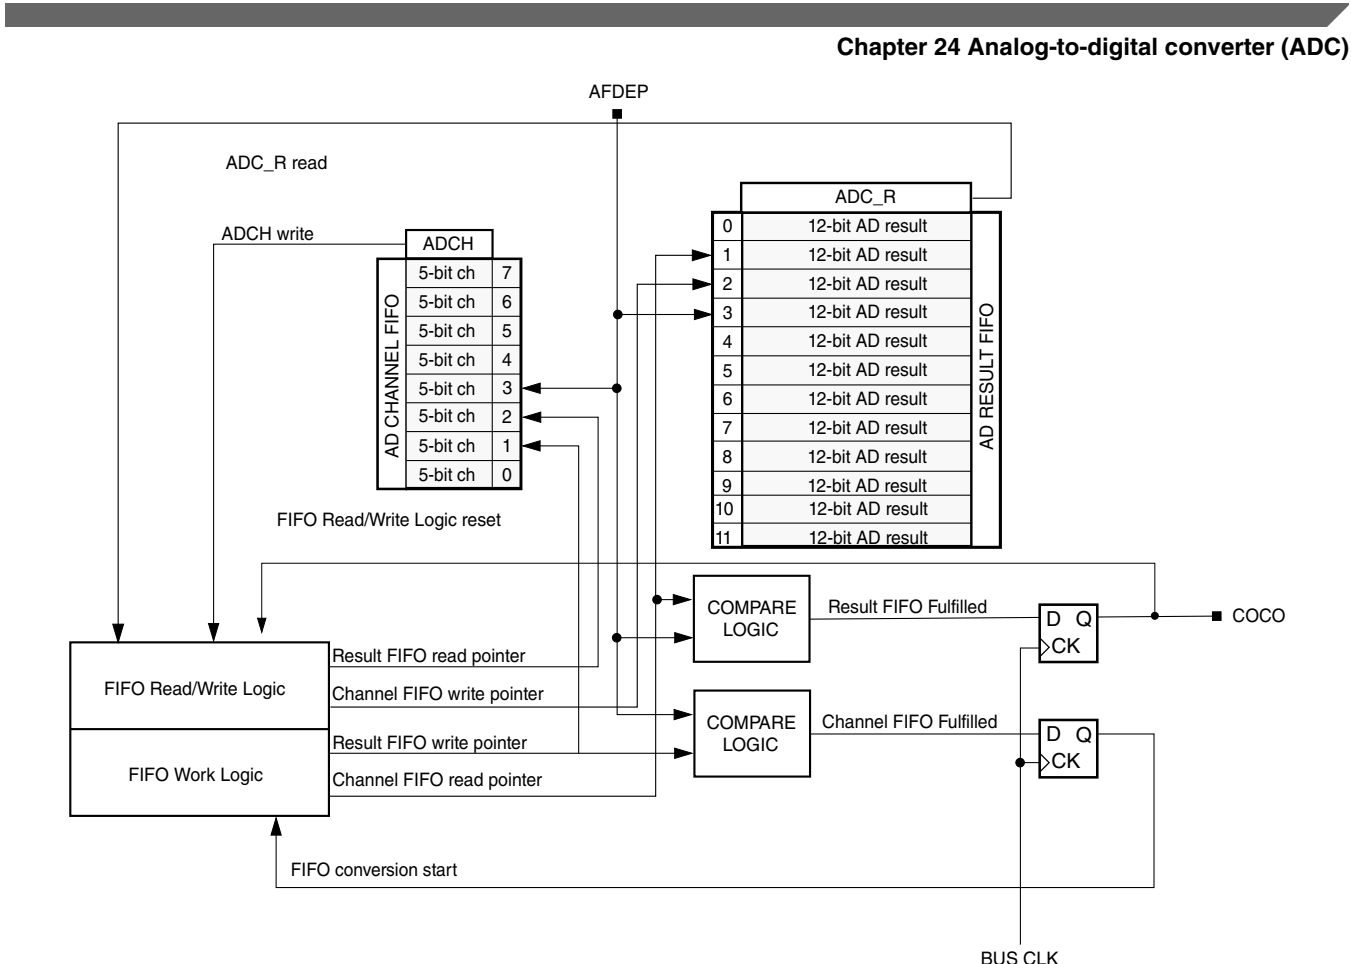 Chapter 24 Analog-to-digital converter (ADC)
AFDEP
ADC_R read
ADC_R
0 12-bit AD result
1 12-bit AD result
2 12-bit AD result
3 12-bit AD result
4 12-bit AD result
5 12-bit AD result
6 12-bit AD result
7 12-bit AD result
8 12-bit AD result
9 12-bit AD result
10 12-bit AD result
11 12-bit AD result
AD RESULT FIFO
ADCH write
ADCH
5-bit ch 7
5-bit ch 6
5-bit ch 5
5-bit ch 4
5-bit ch 3
5-bit ch 2
5-bit ch 1
5-bit ch 0
AD CHANNEL FIFO
FIFO Read/Write Logic reset
COMPARE
LOGIC
Result FIFO Fulfilled
D Q
CK
COCO
FIFO Read/Write Logic
Result FIFO read pointer
Channel FIFO write pointer
FIFO Work Logic
Result FIFO write pointer
Channel FIFO read pointer
COMPARE
LOGIC
Channel FIFO Fulfilled
D Q
CK
FIFO conversion start
BUS CLK